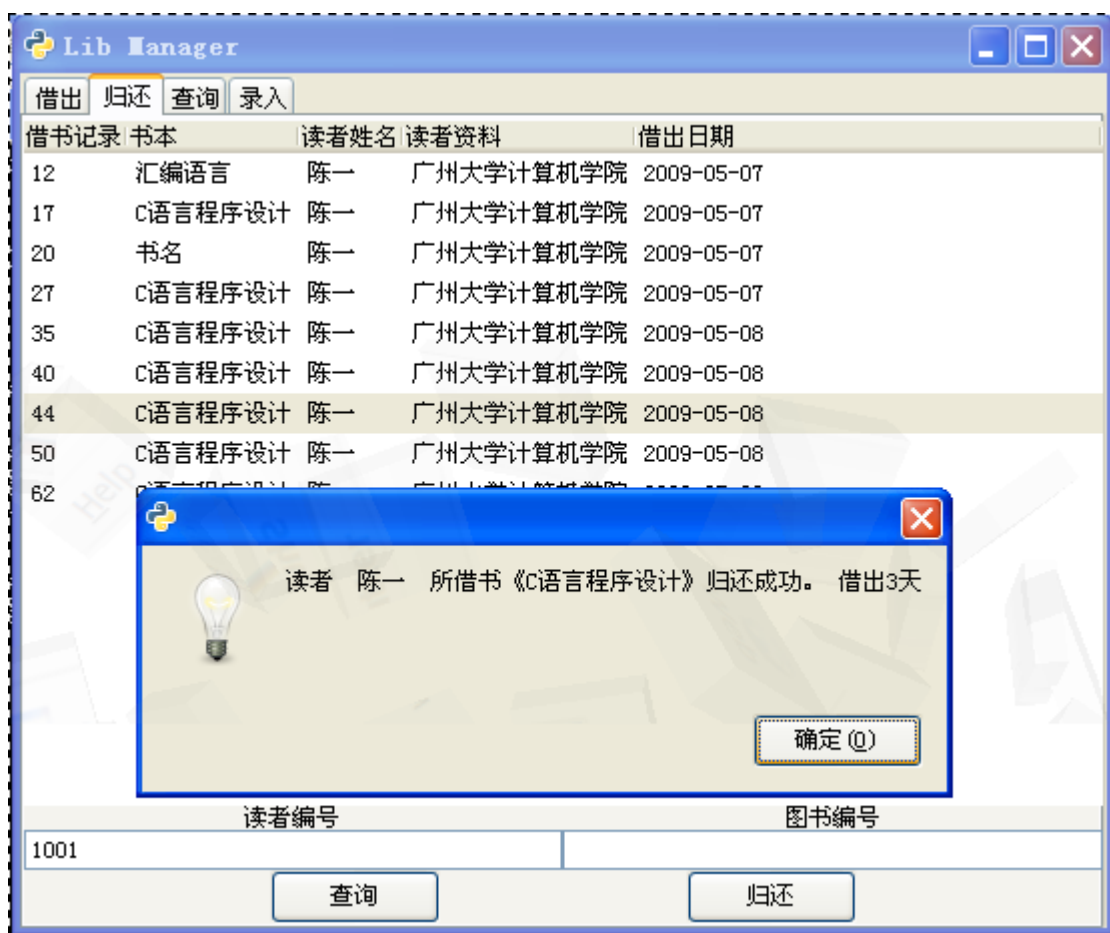 Lib Manager
借出 归还 查询 录入
借书记录 书本 读者姓名 读者资料 借出日期
12 汇编语言 陈一 广州大学计算机学院 2009-05-07
17 C语言程序设计 陈一 广州大学计算机学院 2009-05-07
20 书名 陈一 广州大学计算机学院 2009-05-07
27 C语言程序设计 陈一 广州大学计算机学院 2009-05-07
35 C语言程序设计 陈一 广州大学计算机学院 2009-05-08
40 C语言程序设计 陈一 广州大学计算机学院 2009-05-08
44 C语言程序设计 陈一 广州大学计算机学院 2009-05-08
50 C语言程序设计 陈一 广州大学计算机学院 2009-05-08
62
Help
读者 陈一 所借书《C语言程序设计》归还成功。 借出3天
确定(O)
读者编号 图书编号
1001
查询 归还